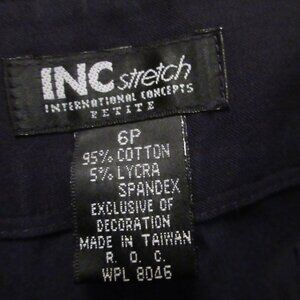 INC stretch
INTERNATIONAL CONCEPTS
PETITE
6P
95% COTTON
5% LYCRA
SPANDEX
EXCLUSIVE OF
DECORATION
MADE IN TAIWAN
R. O. C.
WPL 8046